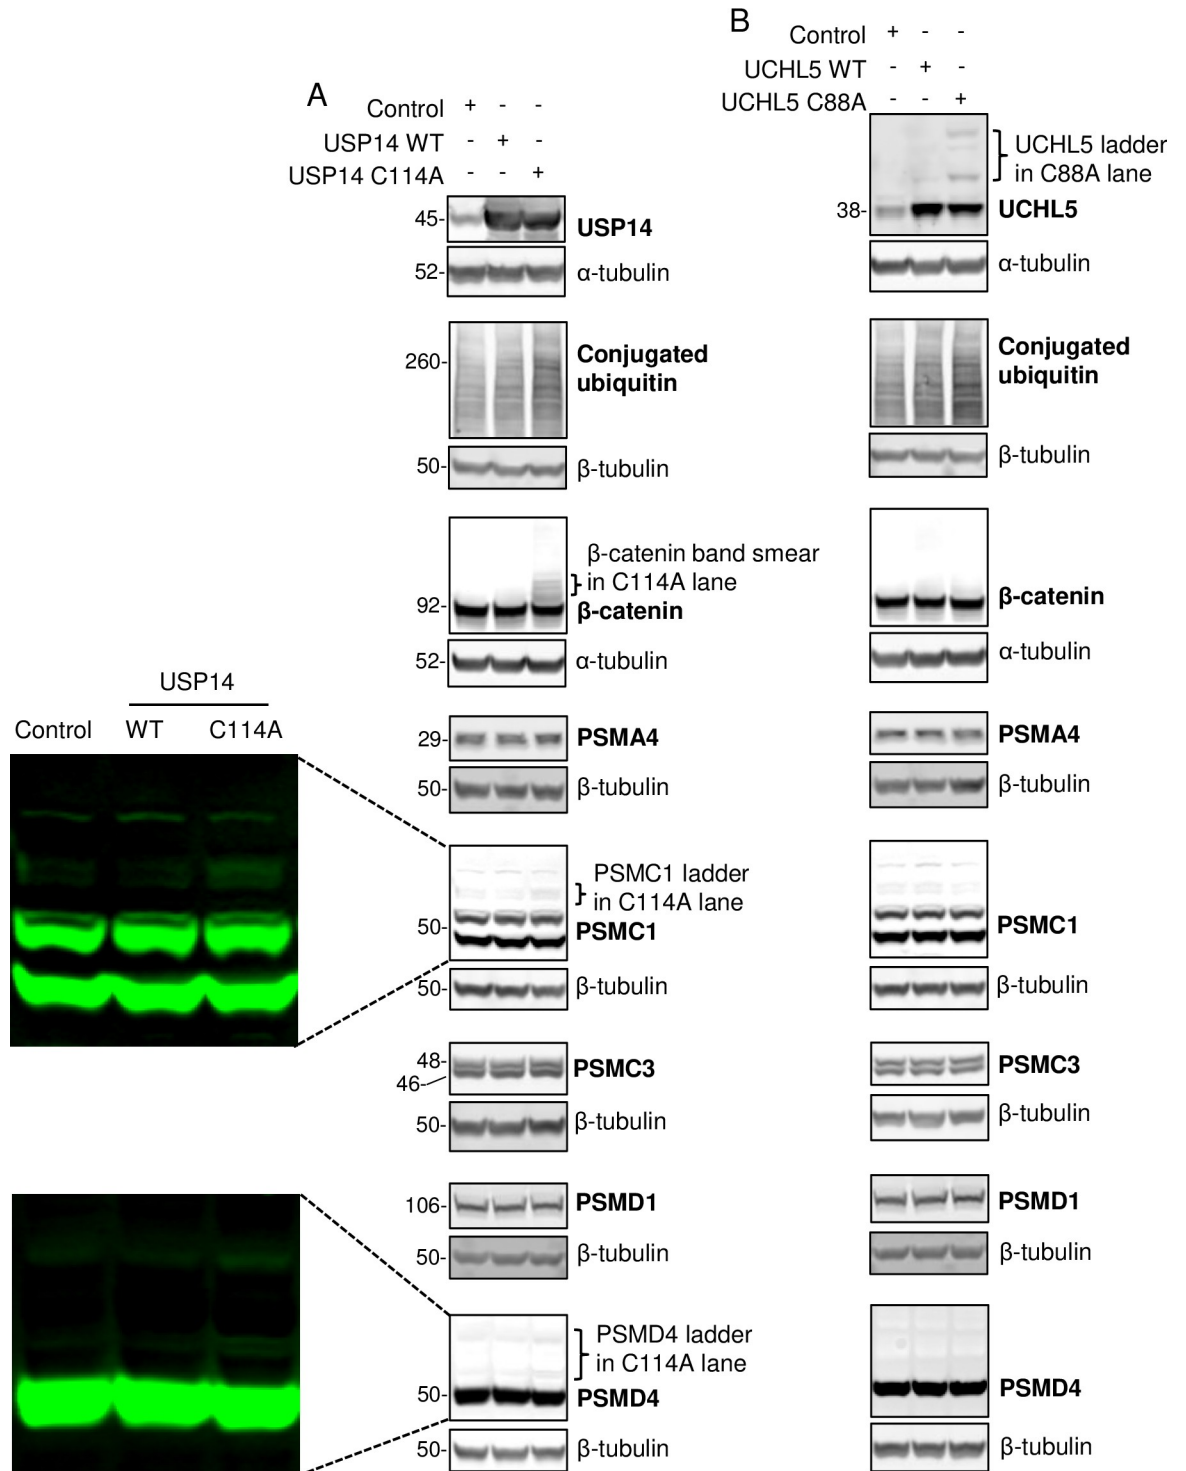 A
Control + - -
USP14 WT - + -
USP14 C114A - - +
45- USP14
52- α-tubulin
260- Conjugated
ubiquitin
50- β-tubulin
β-catenin band smear
in C114A lane
92- β-catenin
52- α-tubulin
29- PSMA4
50- β-tubulin
PSMC1 ladder
in C114A lane
50- PSMC1
50- β-tubulin
48-
46- PSMC3
50- β-tubulin
106- PSMD1
50- β-tubulin
PSMD4 ladder
in C114A lane
50- PSMD4
50- β-tubulin
USP14
Control WT C114A
B
Control + - -
UCHL5 WT - + -
UCHL5 C88A - - +
UCHL5 ladder
in C88A lane
38- UCHL5
α-tubulin
Conjugated
ubiquitin
β-tubulin
β-catenin
α-tubulin
PSMA4
β-tubulin
PSMC1
β-tubulin
PSMC3
β-tubulin
PSMD1
β-tubulin
PSMD4
β-tubulin